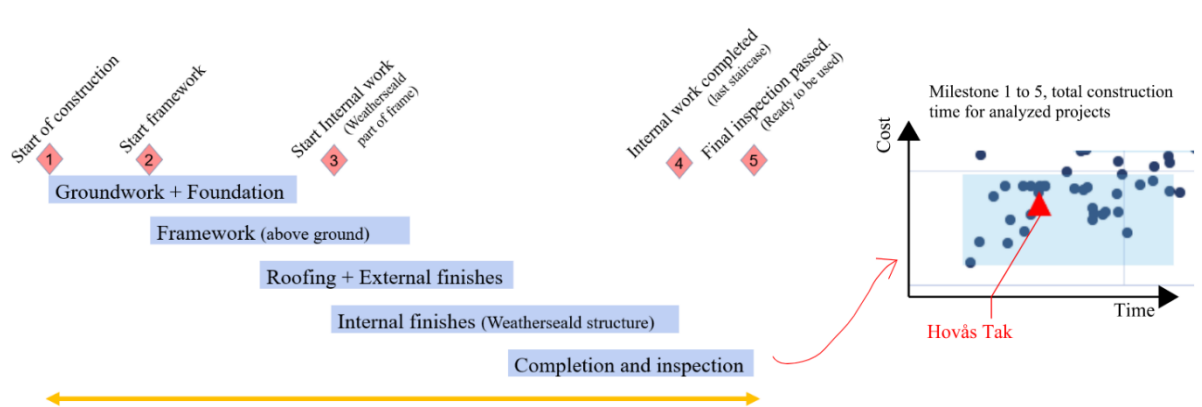 Start of construction
Start framework
Start Internal work
(Weatherseald
part of frame)
Internal work completed
(last staircase)
Final inspection passed.
(Ready to be used)
1
2
3
4
5
Groundwork + Foundation
Framework (above ground)
Roofing + External finishes
Internal finishes (Weatherseald structure)
Completion and inspection
Milestone 1 to 5, total construction
time for analyzed projects
Cost
Time
Hovås Tak